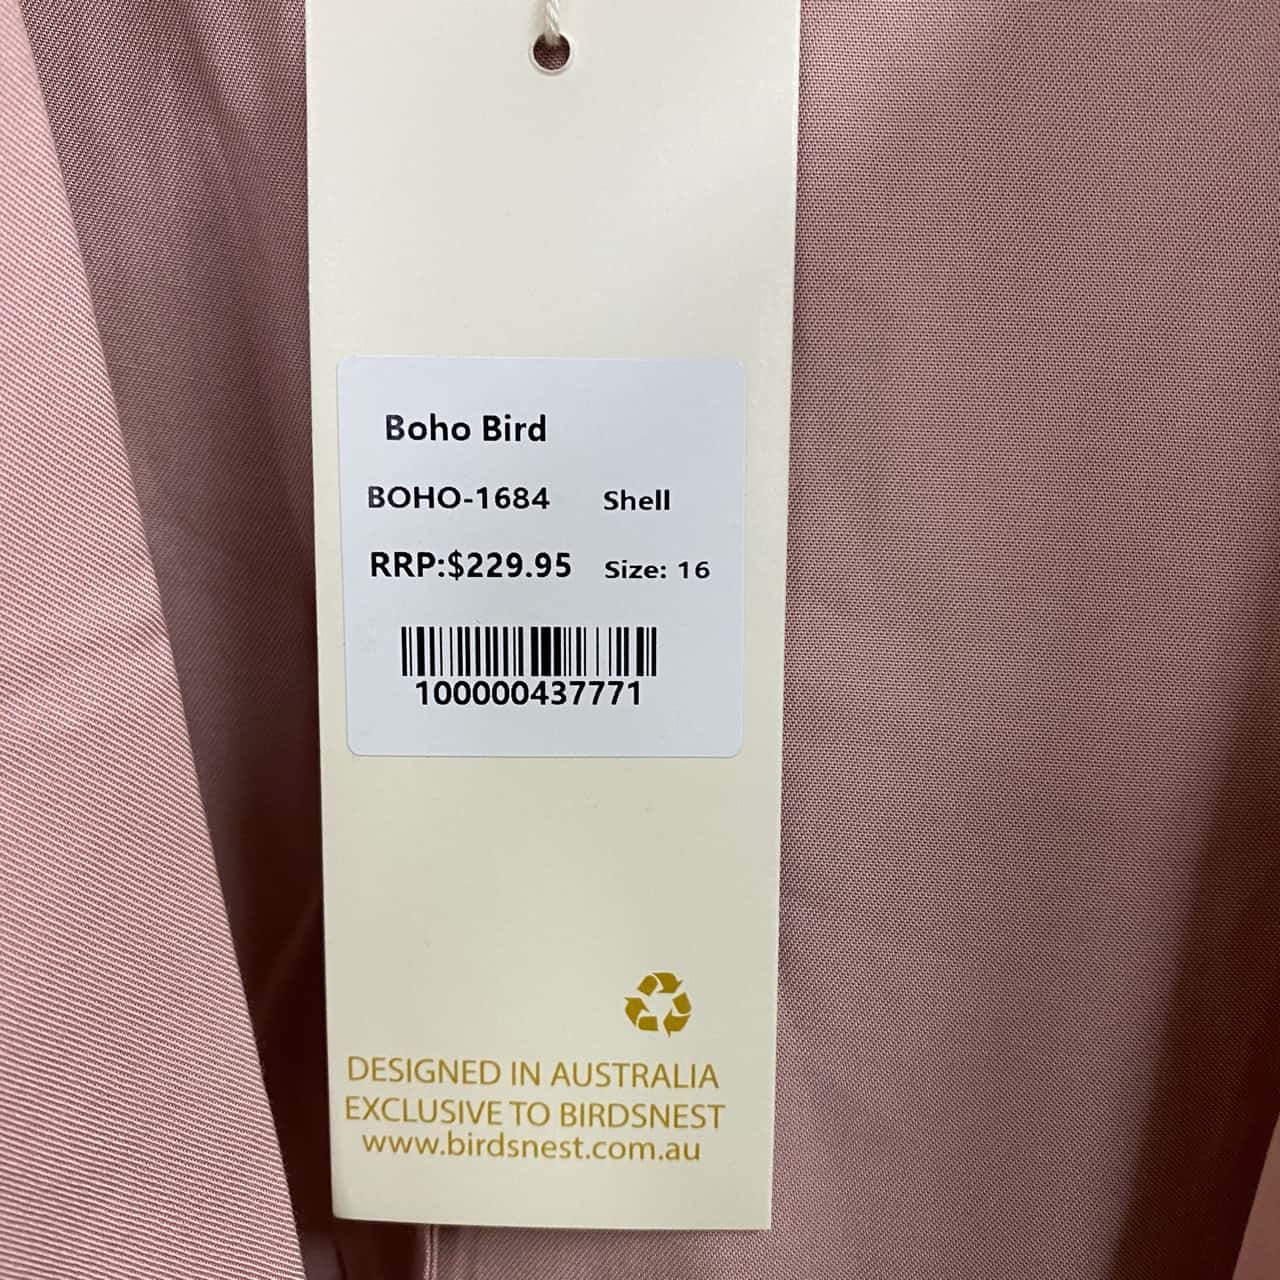 Boho Bird
BOHO-1684 Shell
RRP:$229.95 Size: 16
100000437771
DESIGNED IN AUSTRALIA
EXCLUSIVE TO BIRDSNEST
www.birdsnest.com.au